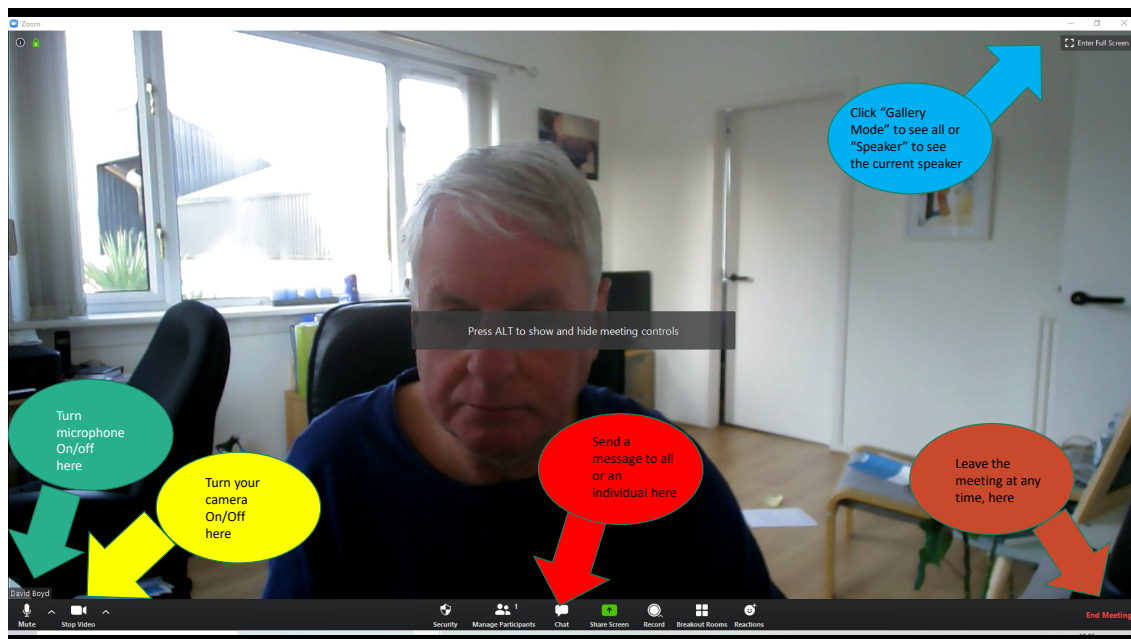 Zoom
Enter Full Screen
Click “Gallery
Mode” to see all or
“Speaker” to see
the current speaker
Press ALT to show and hide meeting controls
Turn
microphone
On/off
here
Turn your
camera
On/Off
here
Send a
message to all
or an
individual here
Leave the
meeting at any
time, here
David Boyd
1
Mute
Stop Video
Security
Manage Participants
Chat
Share Screen
Record
Breakout Rooms
Reactions
End Meeting